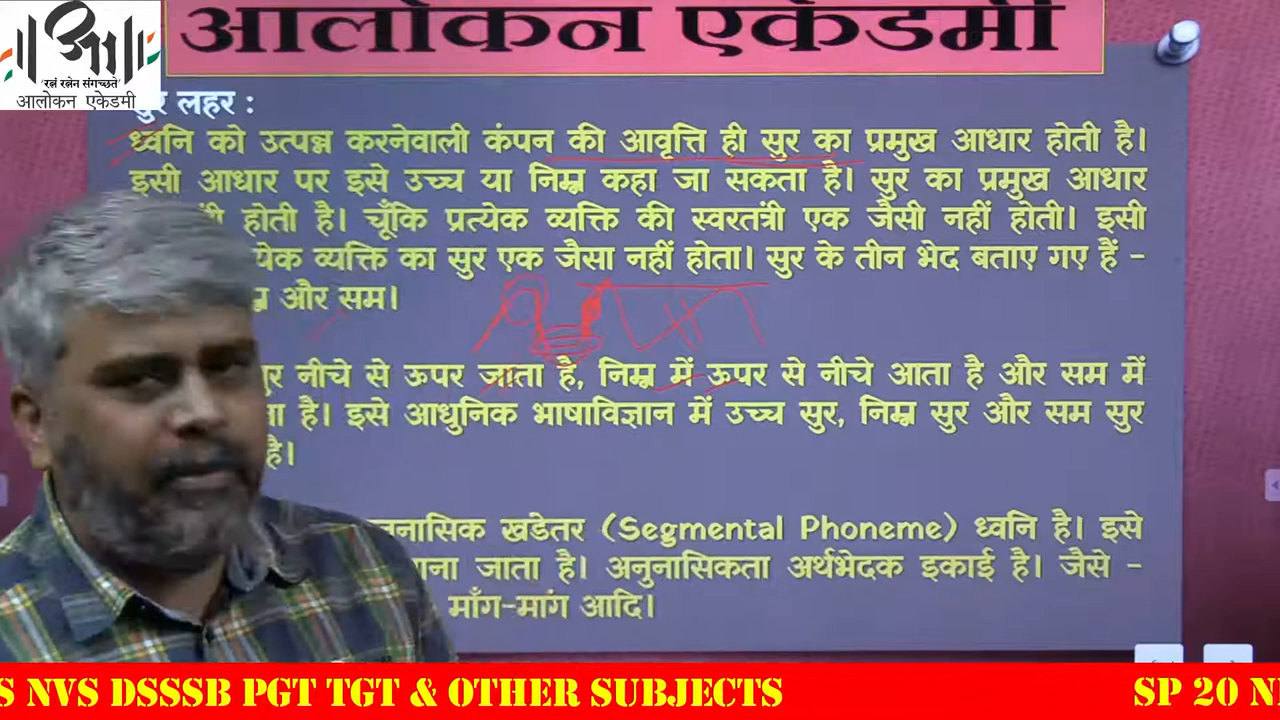 आलोकन एकेडमी
'रत्नं रत्नेन संगच्छते'
आलोकन एकेडमी
सुर लहर :
ध्वनि को उत्पन्न करनेवाली कंपन की आवृत्ति ही सुर का प्रमुख आधार होती है।
इसी आधार पर इसे उच्च या निम्न कहा जा सकता है। सुर का प्रमुख आधार
होती है। चूँकि प्रत्येक व्यक्ति की स्वरतंत्री एक जैसी नहीं होती। इसी
व्यक्ति का सुर एक जैसा नहीं होता। सुर के तीन भेद बताए गए हैं -
और सम।
नीचे से ऊपर जाता है, निम्न में ऊपर से नीचे आता है और सम में
है। इसे आधुनिक भाषाविज्ञान में उच्च सुर, निम्न सुर और सम सुर
है।
खंडेतर (Segmental Phoneme) ध्वनि है। इसे
जाता है। अनुनासिकता अर्थभेदक इकाई है। जैसे -
माँग-मांग आदि।
S NVS DSSSB PGT TGT & OTHER SUBJECTS
SP 20